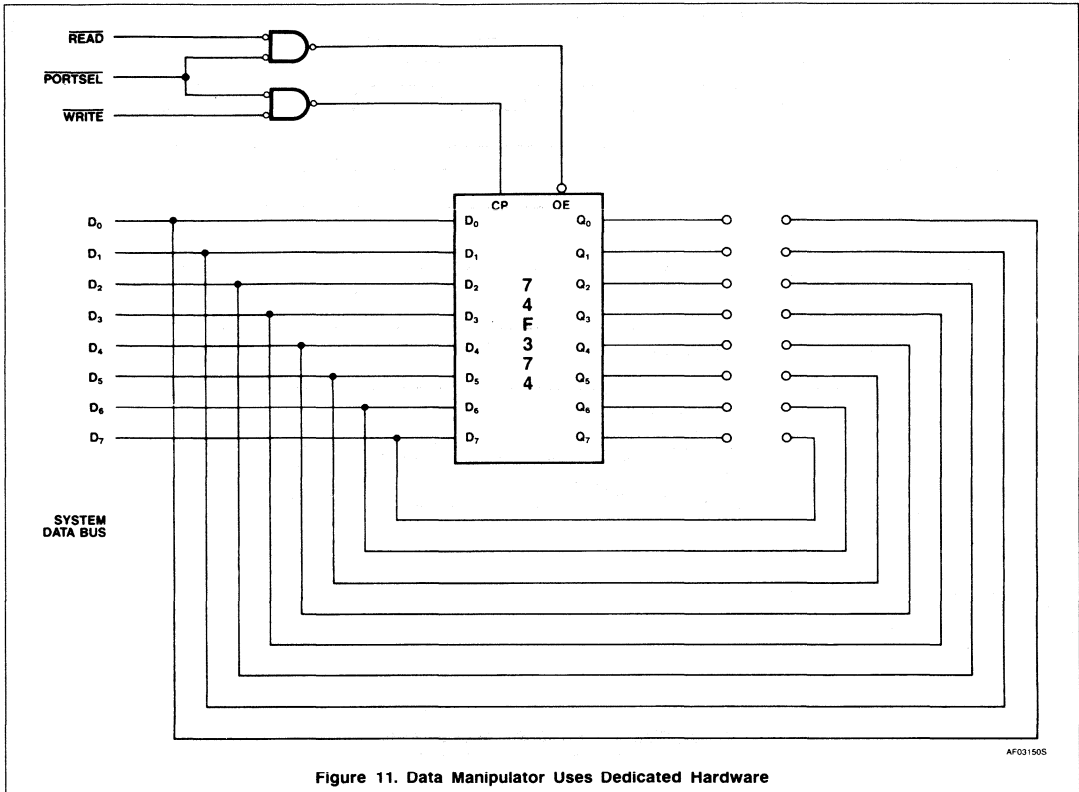 READ
PORTSEL
WRITE
CP OE
D0 D0 Q0
D1 D1 Q1
D2 D2 Q2
D3 D3 Q3
D4 D4 Q4
D5 D5 Q5
D6 D6 Q6
D7 D7 Q7
7
4
F
3
7
4
SYSTEM
DATA BUS
AF03150S
Figure 11. Data Manipulator Uses Dedicated Hardware